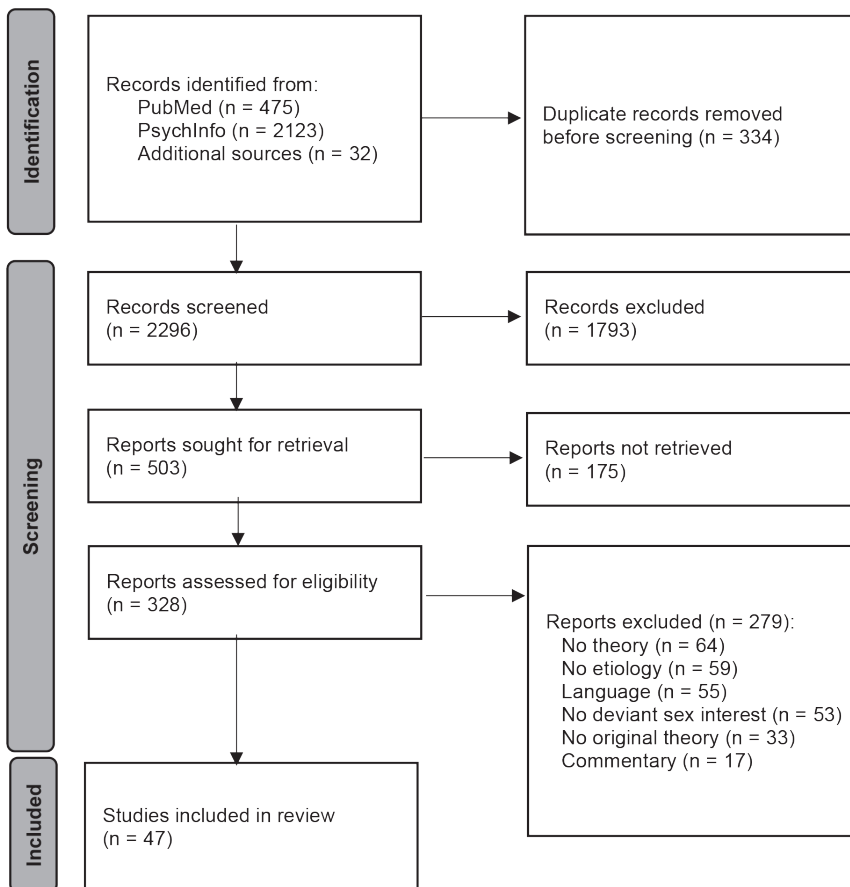 Identification
Records identified from:
PubMed (n = 475)
PsychInfo (n = 2123)
Additional sources (n = 32)
Duplicate records removed
before screening (n = 334)
Screening
Records screened
(n = 2296)
Records excluded
(n = 1793)
Reports sought for retrieval
(n = 503)
Reports not retrieved
(n = 175)
Reports assessed for eligibility
(n = 328)
Reports excluded (n = 279):
No theory (n = 64)
No etiology (n = 59)
Language (n = 55)
No deviant sex interest (n = 53)
No original theory (n = 33)
Commentary (n = 17)
Included
Studies included in review
(n = 47)